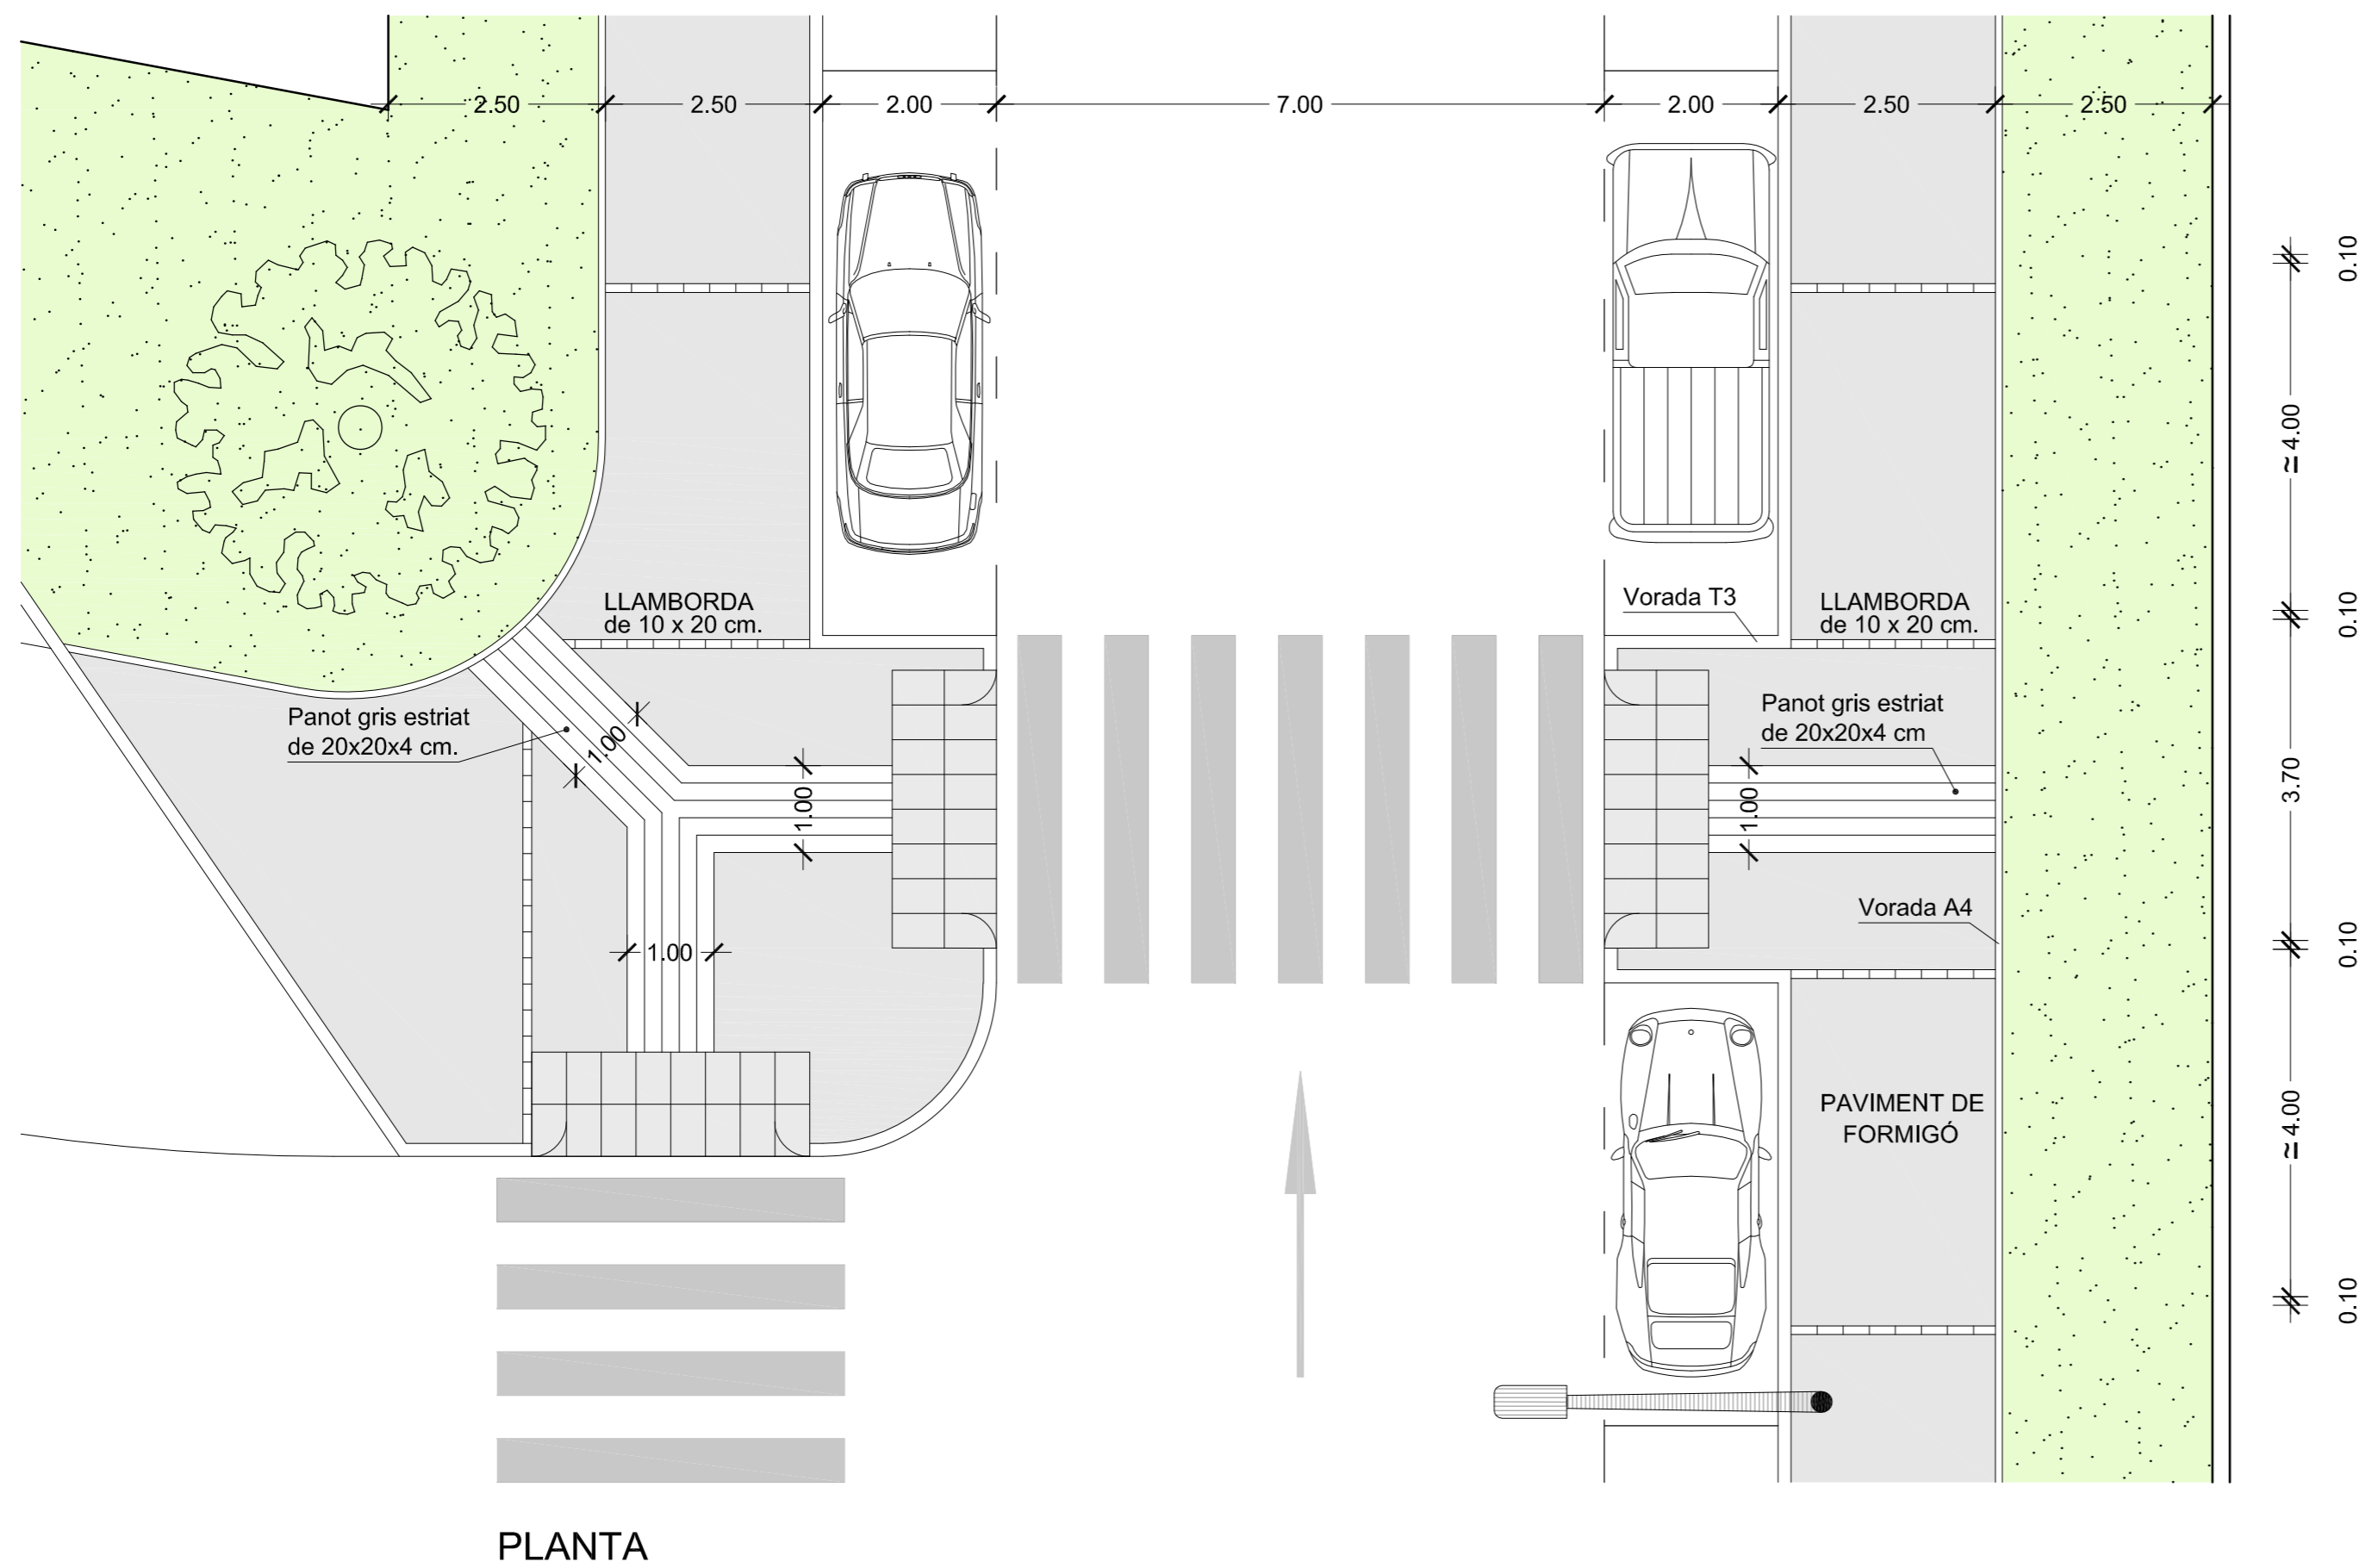 2.50 2.50 2.00 7.00 2.00 2.50 2.50
0.10
≃ 4.00
LLAMBORDA
de 10 x 20 cm.
Vorada T3
LLAMBORDA
de 10 x 20 cm.
0.10
Panot gris estriat
de 20x20x4 cm.
1.00
1.00
Panot gris estriat
de 20x20x4 cm
1.00
3.70
Vorada A4
1.00
0.10
PAVIMENT DE
FORMIGÓ
≃ 4.00
0.10
PLANTA